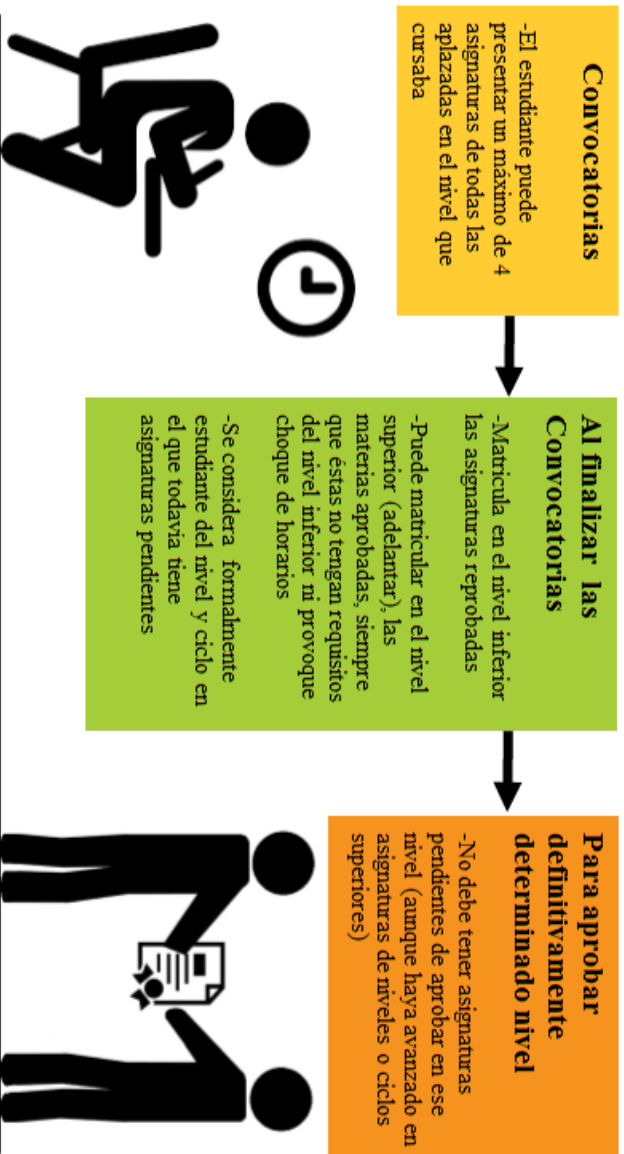 Convocatorias
-El estudiante puede
presentar un máximo de 4
asignaturas de todas las
aplazadas en el nivel que
cursaba
Al finalizar las
Convocatorias
-Matricula en el nivel inferior
las asignaturas reprobadas
-Puede matricular en el nivel
superior (adelantar), las
materias aprobadas, siempre
que éstas no tengan requisitos
del nivel inferior ni provoque
choque de horarios
-Se considera formalmente
estudiante del nivel y ciclo en
el que todavia tiene
asignaturas pendientes
Para aprobar
definitivamente
determinado nivel
-No debe tener asignaturas
pendientes de aprobar en ese
nivel (aunque haya avanzado en
asignaturas de niveles o ciclos
superiores)